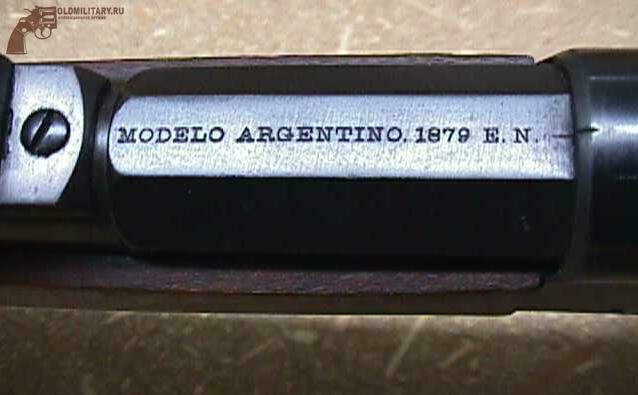 OLDMILITARY.RU
MODELO ARGENTINO. 1879 E. N.